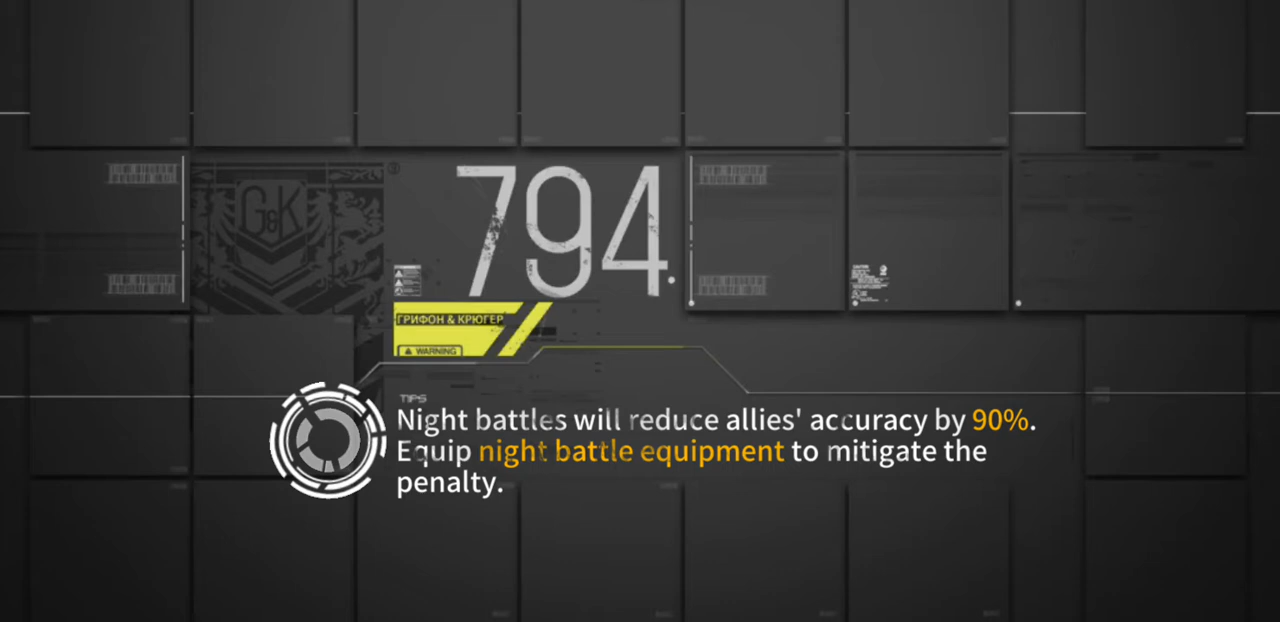 G&K
794.
ГРИФОН & КРЮГЕР
WARNING
TIPS
Night battles will reduce allies' accuracy by 90%.
Equip night battle equipment to mitigate the
penalty.